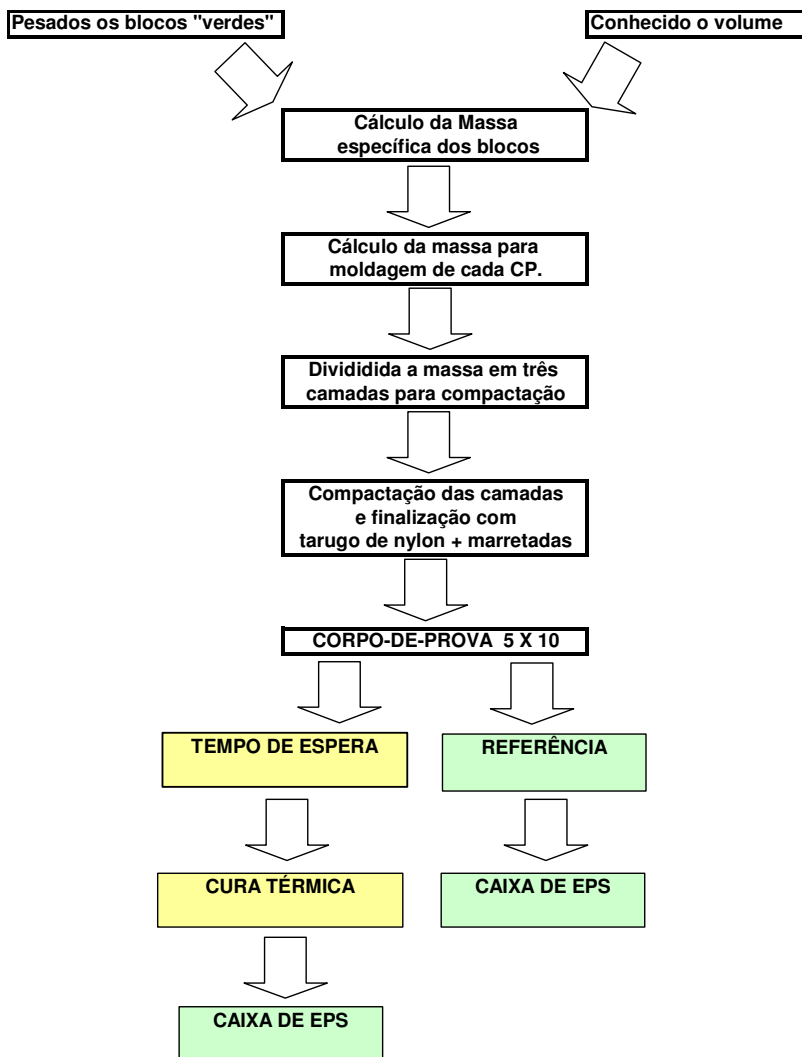 Pesados os blocos "verdes"
Conhecido o volume
Cálculo da Massa
específica dos blocos
Cálculo da massa para
moldagem de cada CP.
Divididida a massa em três
camadas para compactação
Compactação das camadas
e finalização com
tarugo de nylon + marretadas
CORPO-DE-PROVA 5 X 10
TEMPO DE ESPERA
REFERÊNCIA
CURA TÉRMICA
CAIXA DE EPS
CAIXA DE EPS